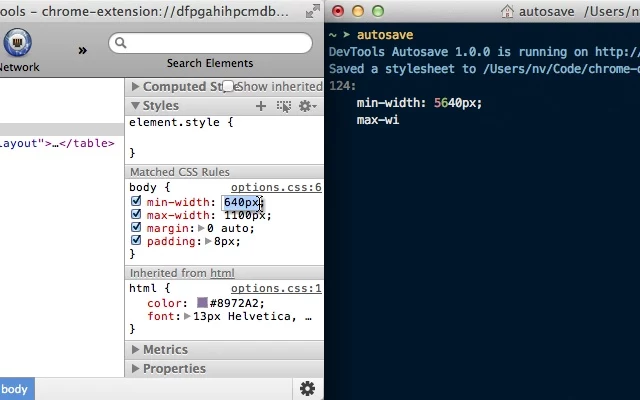 ools - chrome-extension://dfpgahihpcmdb…
Network
»
Search Elements
ayout">…</table>
body
Computed Style
Show inherited
Styles
element.style {
}
Matched CSS Rules
body {
options.css:6
min-width: 640px;
max-width: 1100px;
margin: 0 auto;
padding: 8px;
}
Inherited from html
html {
options.css:1
color: #8972A2;
font: 13px Helvetica, …
}
Metrics
Properties
autosave
/Users/nv
~ autosave
DevTools Autosave 1.0.0 is running on http:/
Saved a stylesheet to /Users/nv/Code/chrome-
124:
min-width: 5640px;
max-wi